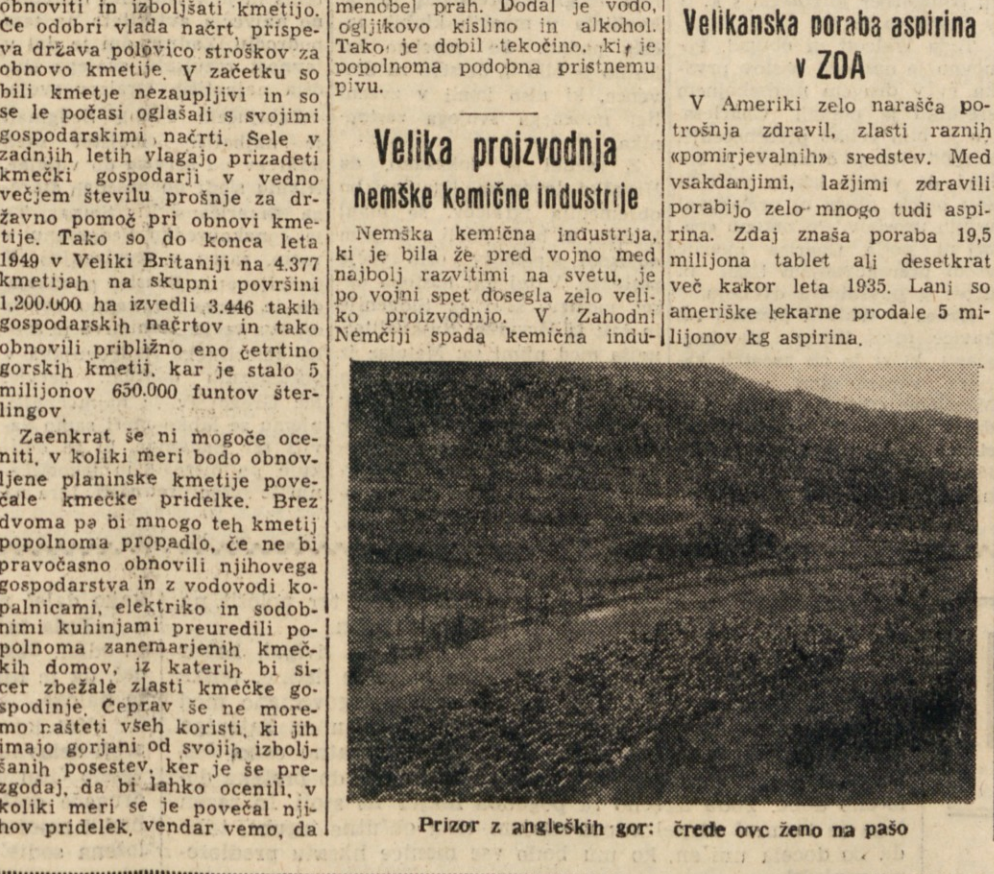 obnoviti in izboljšati kmetijo.
Če odobri vlada načrt, prispe-
va država polovico stroškov za
obnovo kmetije. V začetku so
bili kmetje nezaupljivi in so
se le počasi oglašali s svojimi
gospodarskimi načrti. Sele v
zadnjih letih vlagajo prizadeti
kmečki gospodarji v vedno
večjem številu prošnje za dr-
žavno pomoč pri obnovi kme-
tije. Tako so do konca leta
1949 v Veliki Britaniji na 4.377
kmetijah na skupni površini
1,200.000 ha izvedli 3.446 takih
gospodarskih načrtov in tako
obnovili približno eno četrtino
gorskih kmetij, kar je stalo 5
milijonov 650.000 funtov šter-
lingov.
Zaenkrat še ni mogoče oce-
niti, v koliki meri bodo obnov-
ljene planinske kmetije pove-
čale kmečke pridelke. Brez
dvoma pa bi mnogo teh kmetij
popolnoma propadlo, če ne bi
pravočasno obnovili njihovega
gospodarstva in z vodovodi ko-
palnicami, elektriko in sodob-
nimi kuhinjami preuredili po-
polnoma zanemarjenih kmeč-
kih domov, iz katerih bi si-
cer zbežale zlasti kmečke go-
spodinje. Čeprav še ne more-
mo našteti všeh koristi, ki jih
imajo gorjani od svojih izbolj-
šanih posestev, ker je še pre-
zgodaj, da bi lahko ocenili, v
koliki meri se je povečal nji-
hov pridelek, vendar vemo, da
menobel prah. Dodal je vodo,
ogljikovo kislino in alkohol.
Tako je dobil tekočino, ki je
popolnoma podobna pristnemu
pivu.
Velika proizvodnja
nemške kemične industrije
Nemška kemična industrija,
ki je bila že pred vojno med
najbolj razvitimi na svetu, je
po vojni spet dosegla zelo veli-
ko proizvodnjo. V Zahodni
Nemčiji spada kemična indu-
Velikanska poraba aspirina
v ZDA
V Ameriki zelo narašča po-
trošnja zdravil, zlasti raznih
«pomirjevalnih» sredstev. Med
vsakdanjimi, lažjimi zdravili
porabijo zelo mnogo tudi aspi-
rina. Zdaj znaša poraba 19,5
milijona tablet ali desetkrat
več kakor leta 1935. Lani so
ameriške lekarne prodale 5 mi-
lijonov kg aspirina.
Prizor z angleških gor: črede ovc ženo na pašo